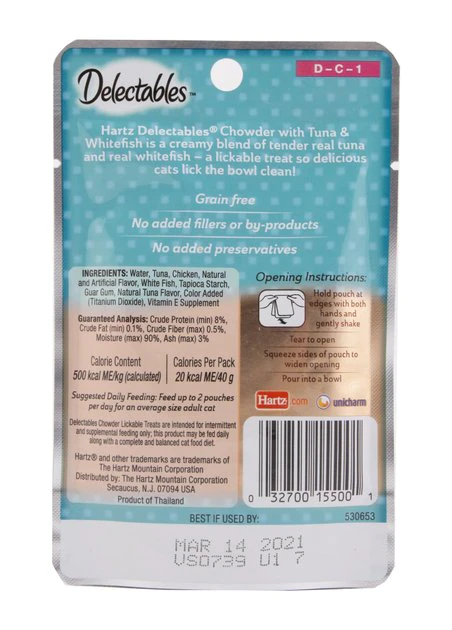 D-C-1
Delectables™
Hartz Delectables® Chowder with Tuna &
Whitefish is a creamy blend of tender real tuna
and real whitefish – a lickable treat so delicious
cats lick the bowl clean!
Grain free
No added fillers or by-products
No added preservatives
INGREDIENTS: Water, Tuna, Chicken, Natural
and Artificial Flavor, White Fish, Tapioca Starch,
Guar Gum, Natural Tuna Flavor, Color Added
(Titanium Dioxide), Vitamin E Supplement
Guaranteed Analysis: Crude Protein (min) 8%,
Crude Fat (min) 0.1%, Crude Fiber (max) 0.5%,
Moisture (max) 90%, Ash (max) 3%
Calorie Content
500 kcal ME/kg (calculated)
Calories Per Pack
20 kcal ME/40 g
Suggested Daily Feeding: Feed up to 2 pouches
per day for an average size adult cat
Delectables Chowder Lickable Treats are intended for intermittent
and supplemental feeding only; this product may be fed daily
along with a complete and balanced cat food diet.
Hartz® and other trademarks are trademarks of
The Hartz Mountain Corporation
Distributed by: The Hartz Mountain Corporation
Secaucus, N.J. 07094 USA
Product of Thailand
Opening Instructions:
Hold pouch at
edges with both
hands and
gently shake
Tear to open
Squeeze sides of pouch to
widen opening
Pour into a bowl
Hartz.com
unicharm
0 32700 15500 1
BEST IF USED BY:
530653
MAR 14 2021
VS0739 U1 7